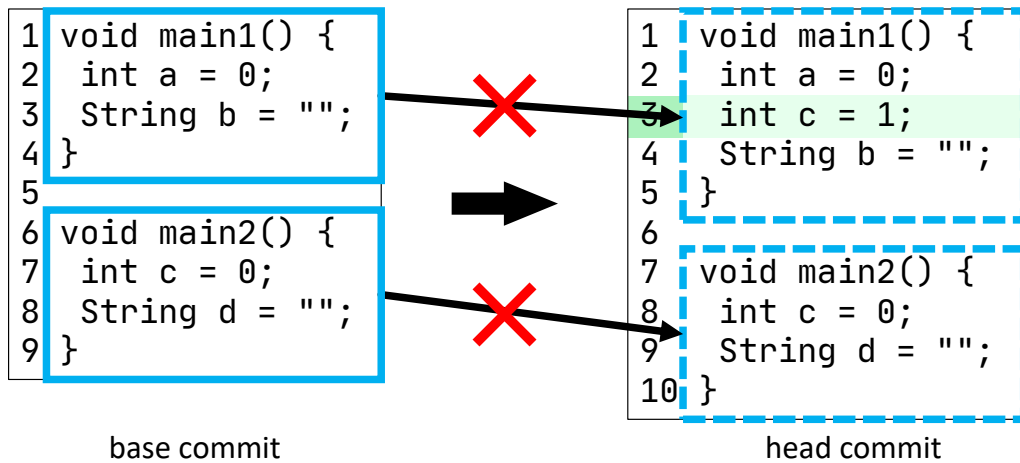 1 void main1() {
2 int a = 0;
3 String b = "";
4 }
5
6 void main2() {
7 int c = 0;
8 String d = "";
9 }
base commit
1 void main1() {
2 int a = 0;
3 int c = 1;
4 String b = "";
5 }
6
7 void main2() {
8 int c = 0;
9 String d = "";
10 }
head commit